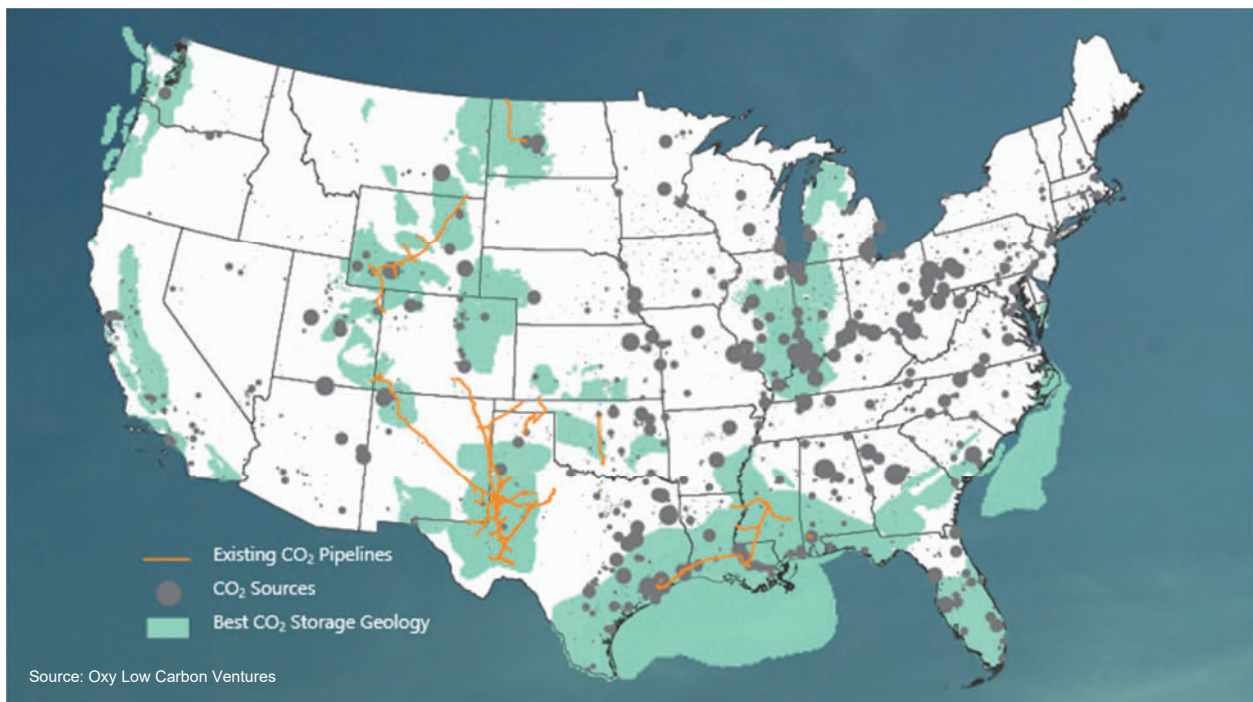 Existing CO₂ Pipelines
CO₂ Sources
Best CO₂ Storage Geology
Source: Oxy Low Carbon Ventures